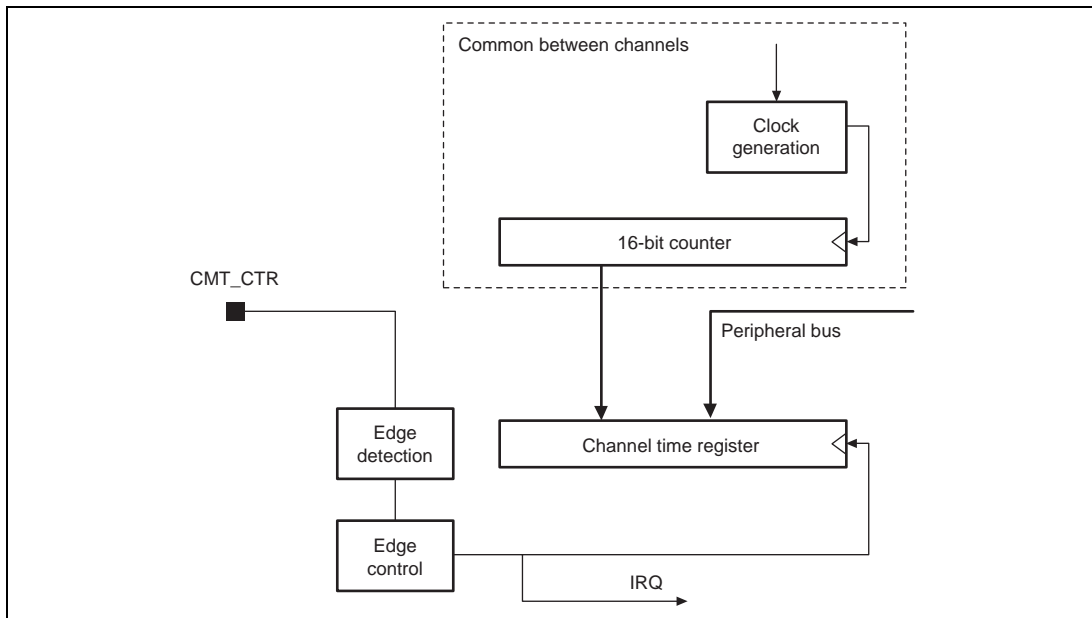 Common between channels
Clock
generation
16-bit counter
CMT_CTR
Peripheral bus
Edge
detection
Channel time register
Edge
control
IRQ